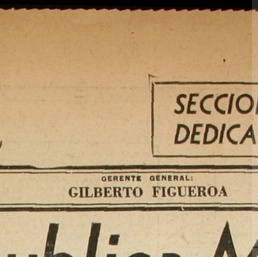 SECCIO
DEDICA
GERENTE GENERAL:
GILBERTO FIGUEROA